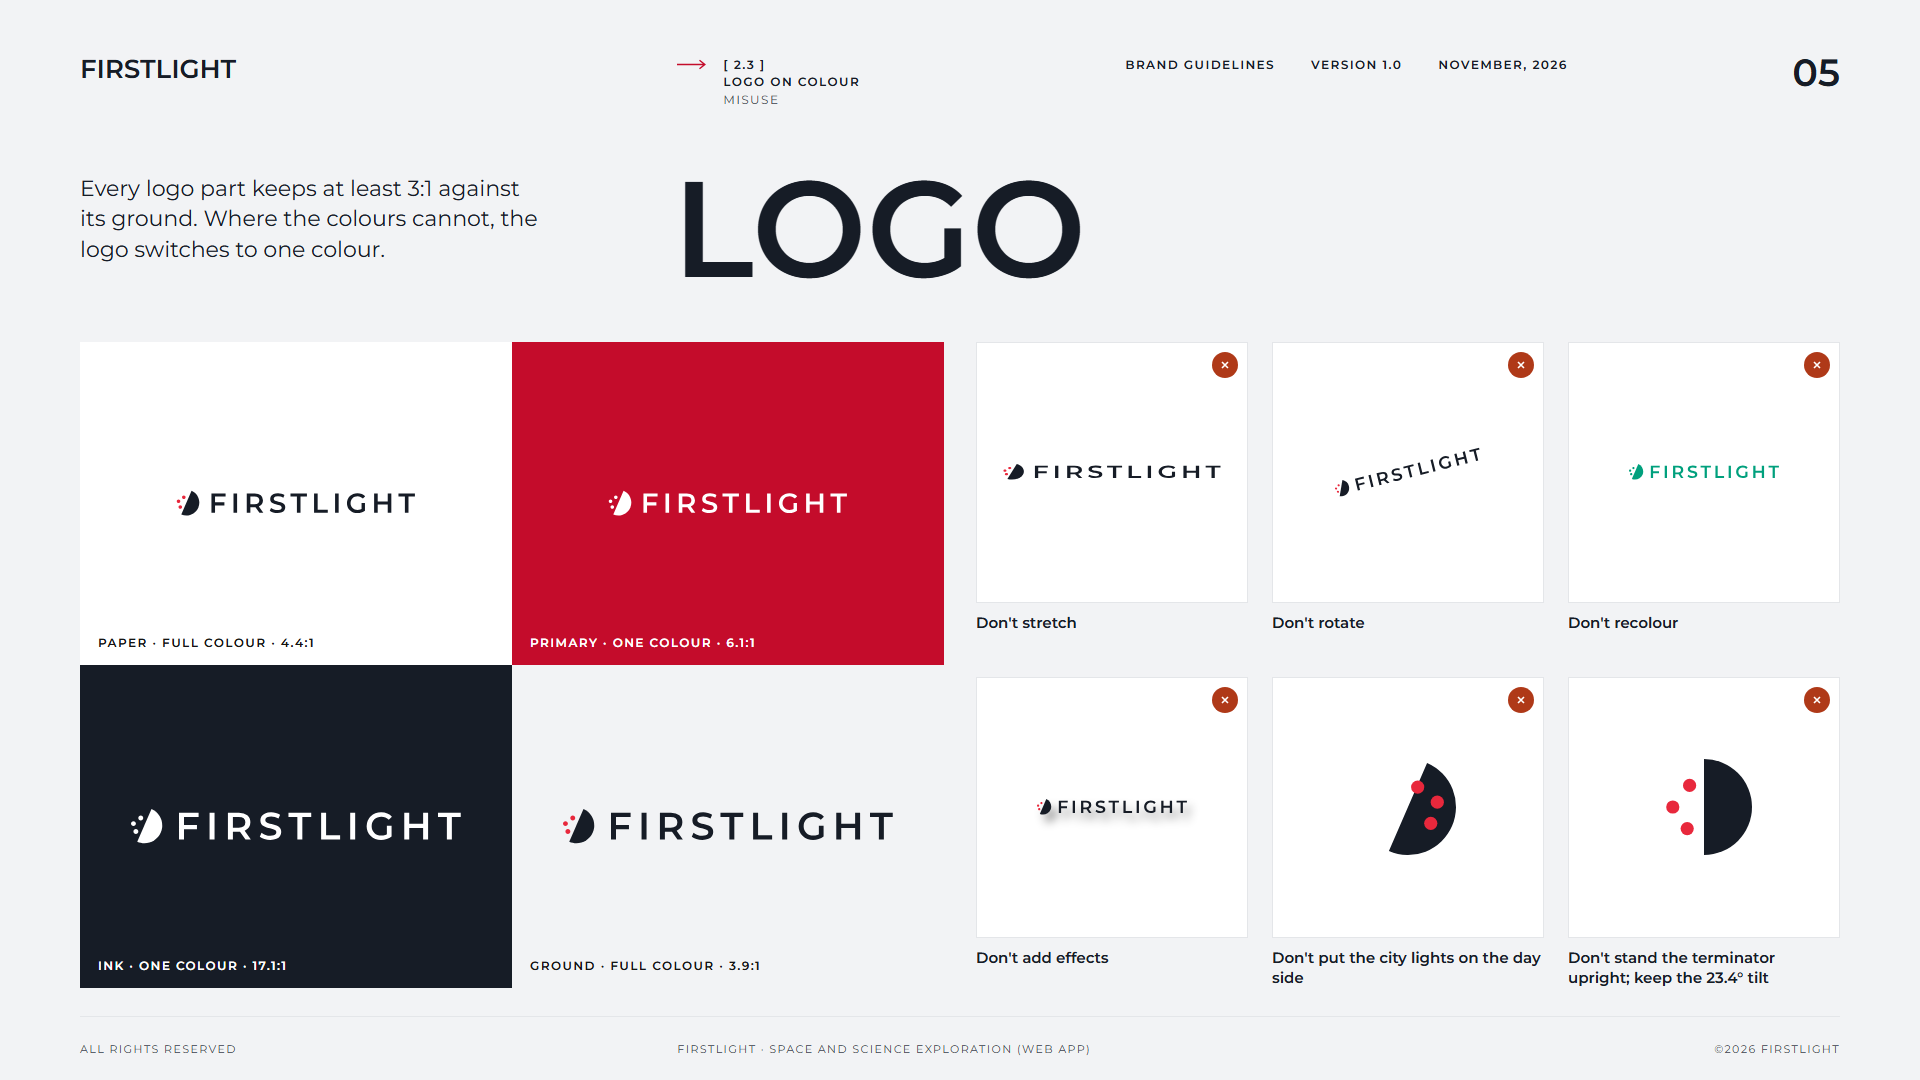 FIRSTLIGHT
[ 2.3 ]
LOGO ON COLOUR
MISUSE
BRAND GUIDELINES
VERSION 1.0
NOVEMBER, 2026
05
Every logo part keeps at least 3:1 against
its ground. Where the colours cannot, the
logo switches to one colour.
LOGO
FIRSTLIGHT
PAPER · FULL COLOUR · 4.4:1
FIRSTLIGHT
PRIMARY · ONE COLOUR · 6.1:1
FIRSTLIGHT
INK · ONE COLOUR · 17.1:1
FIRSTLIGHT
GROUND · FULL COLOUR · 3.9:1
FIRSTLIGHT
Don't stretch
FIRSTLIGHT
Don't rotate
FIRSTLIGHT
Don't recolour
FIRSTLIGHT
Don't add effects
Don't put the city lights on the day
side
Don't stand the terminator
upright; keep the 23.4° tilt
ALL RIGHTS RESERVED
FIRSTLIGHT · SPACE AND SCIENCE EXPLORATION (WEB APP)
©2026 FIRSTLIGHT